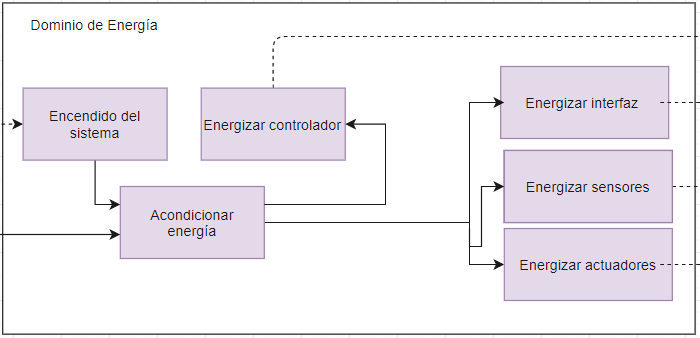 Dominio de Energía
Encendido del
sistema
Energizar controlador
Energizar interfaz
Energizar sensores
Acondicionar
energía
Energizar actuadores